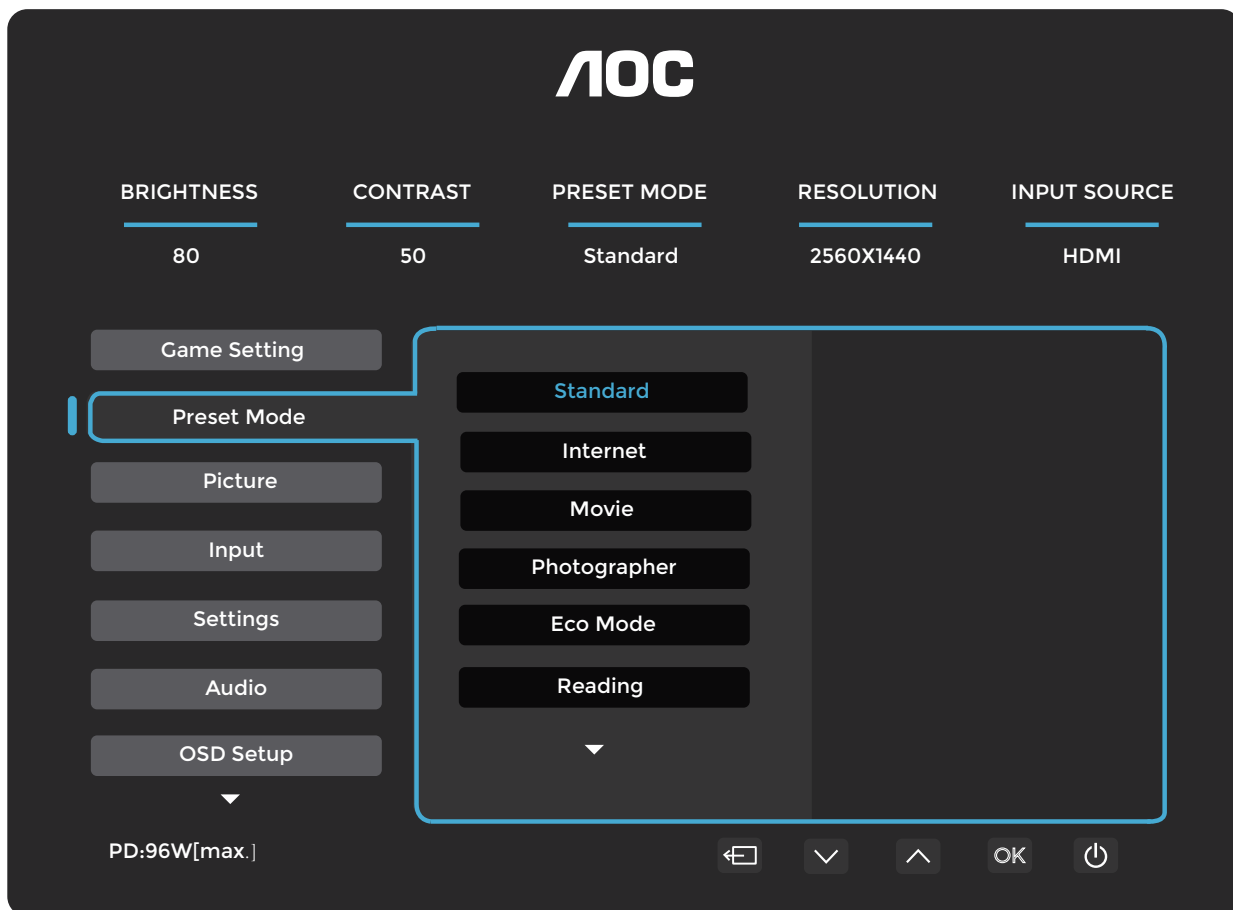 AOC
BRIGHTNESS CONTRAST PRESET MODE RESOLUTION INPUT SOURCE
80 50 Standard 2560X1440 HDMI
Game Setting
Preset Mode
Picture
Input
Settings
Audio
OSD Setup
Standard
Internet
Movie
Photographer
Eco Mode
Reading
PD:96W[max.]
OK